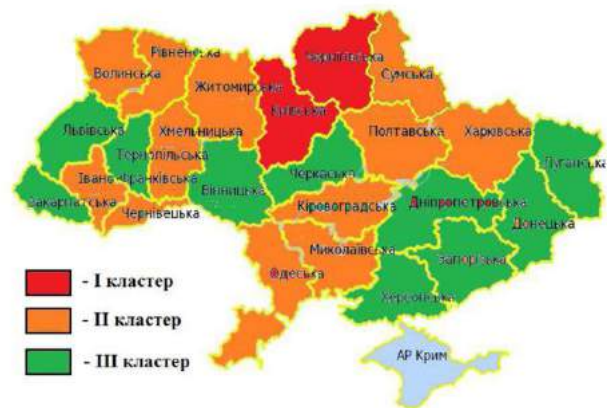 Рівненська
Чернігівська
Волинська
Сумська
Житомирська
Київська
Львівська
Хмельницька
Полтавська
Харювська
Тернопільська
Черкаська
Луганська
Івано-Франківська
Вінницька
Закарпатська
Дніпропетровська
Чернівецька
Кіровоградська
Донецька
Миколаївська
Запорізька
Одеська
Херсонська
- І кластер
- ІІ кластер
- ІІІ кластер
АР Крим